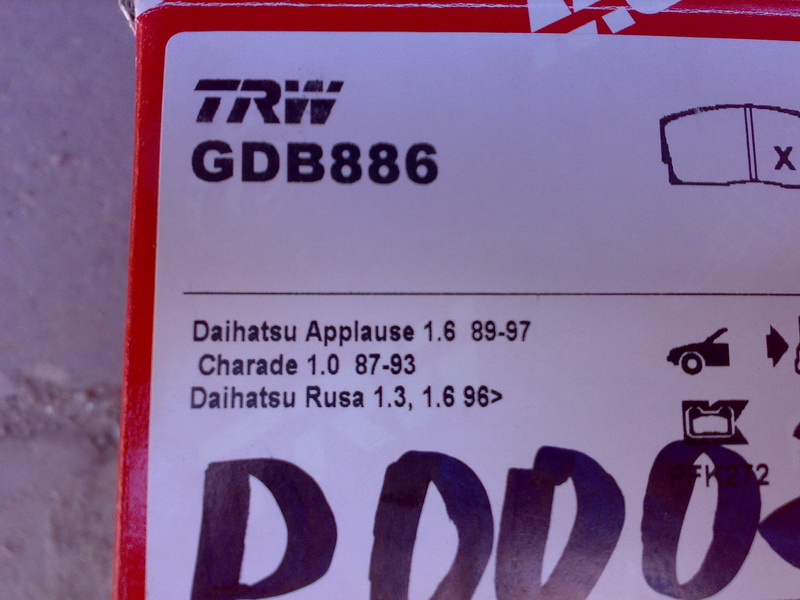 TRW
GDB886
X
Daihatsu Applause 1.6 89-97
Charade 1.0 87-93
Daihatsu Rusa 1.3, 1.6 96>
PFK272